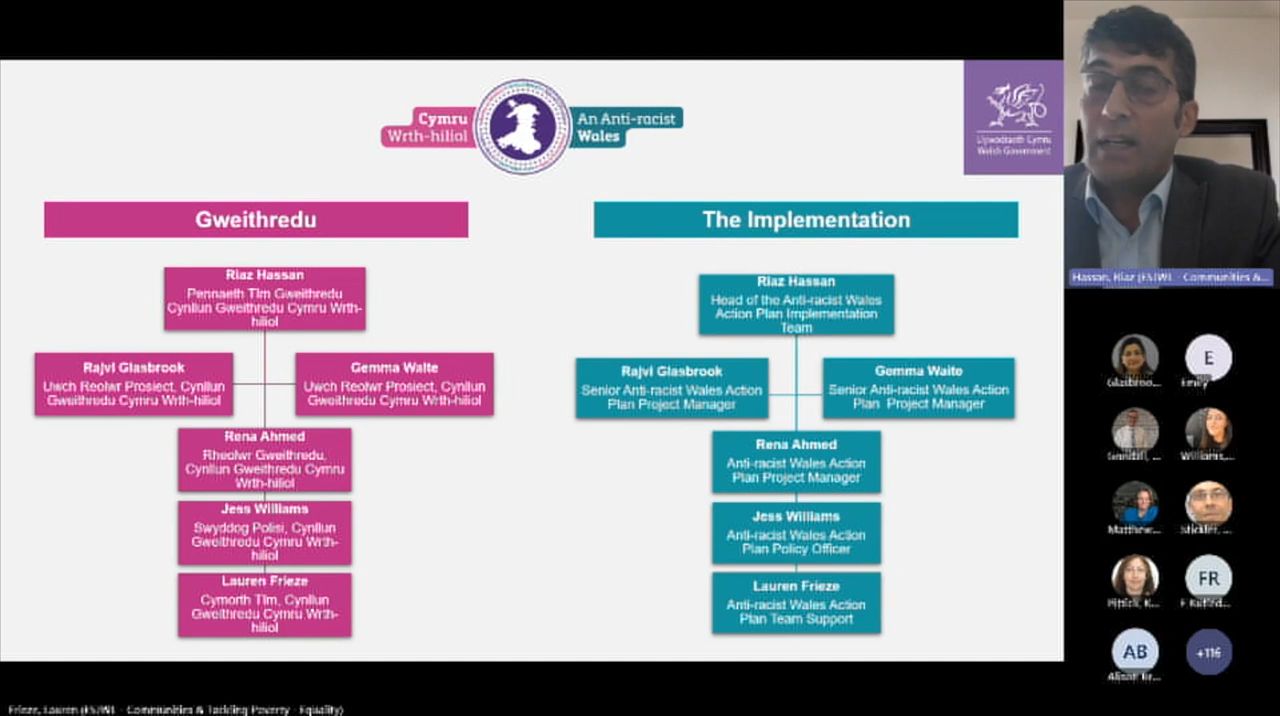 Cymru
Wrth-hiliol
An Anti-racist
Wales
Llywodraeth Cymru
Welsh Government
Gweithredu
Riaz Hassan
Pennaeth Tîm Gweithredu
Cynllun Gweithredu Cymru Wrth-
hiliol
Rajvi Glasbrook
Uwch Reolwr Prosiect, Cynllun
Gweithredu Cymru Wrth-hiliol
Gemma Waite
Uwch Reolwr Prosiect, Cynllun
Gweithredu Cymru Wrth-hiliol
Rena Ahmed
Rheolwr Gweithredu,
Cynllun Gweithredu Cymru
Wrth-hiliol
Jess Williams
Swyddog Polisi, Cynllun
Gweithredu Cymru Wrth-
hiliol
Lauren Frieze
Cymorth Tîm, Cynllun
Gweithredu Cymru Wrth-
hiliol
The Implementation
Riaz Hassan
Head of the Anti-racist Wales
Action Plan Implementation
Team
Rajvi Glasbrook
Senior Anti-racist Wales Action
Plan Project Manager
Gemma Waite
Senior Anti-racist Wales Action
Plan Project Manager
Rena Ahmed
Anti-racist Wales Action
Plan Project Manager
Jess Williams
Anti-racist Wales Action
Plan Policy Officer
Lauren Frieze
Anti-racist Wales Action
Plan Team Support
Hassan, Riaz (ESJWL - Communities &...
Glasbroo...
E
Emily
Williams,...
Matthew...
Stickler, ...
FR
AB
+116
Frieze, Lauren (ESJWL - Communities & Tackling Poverty - Equality)